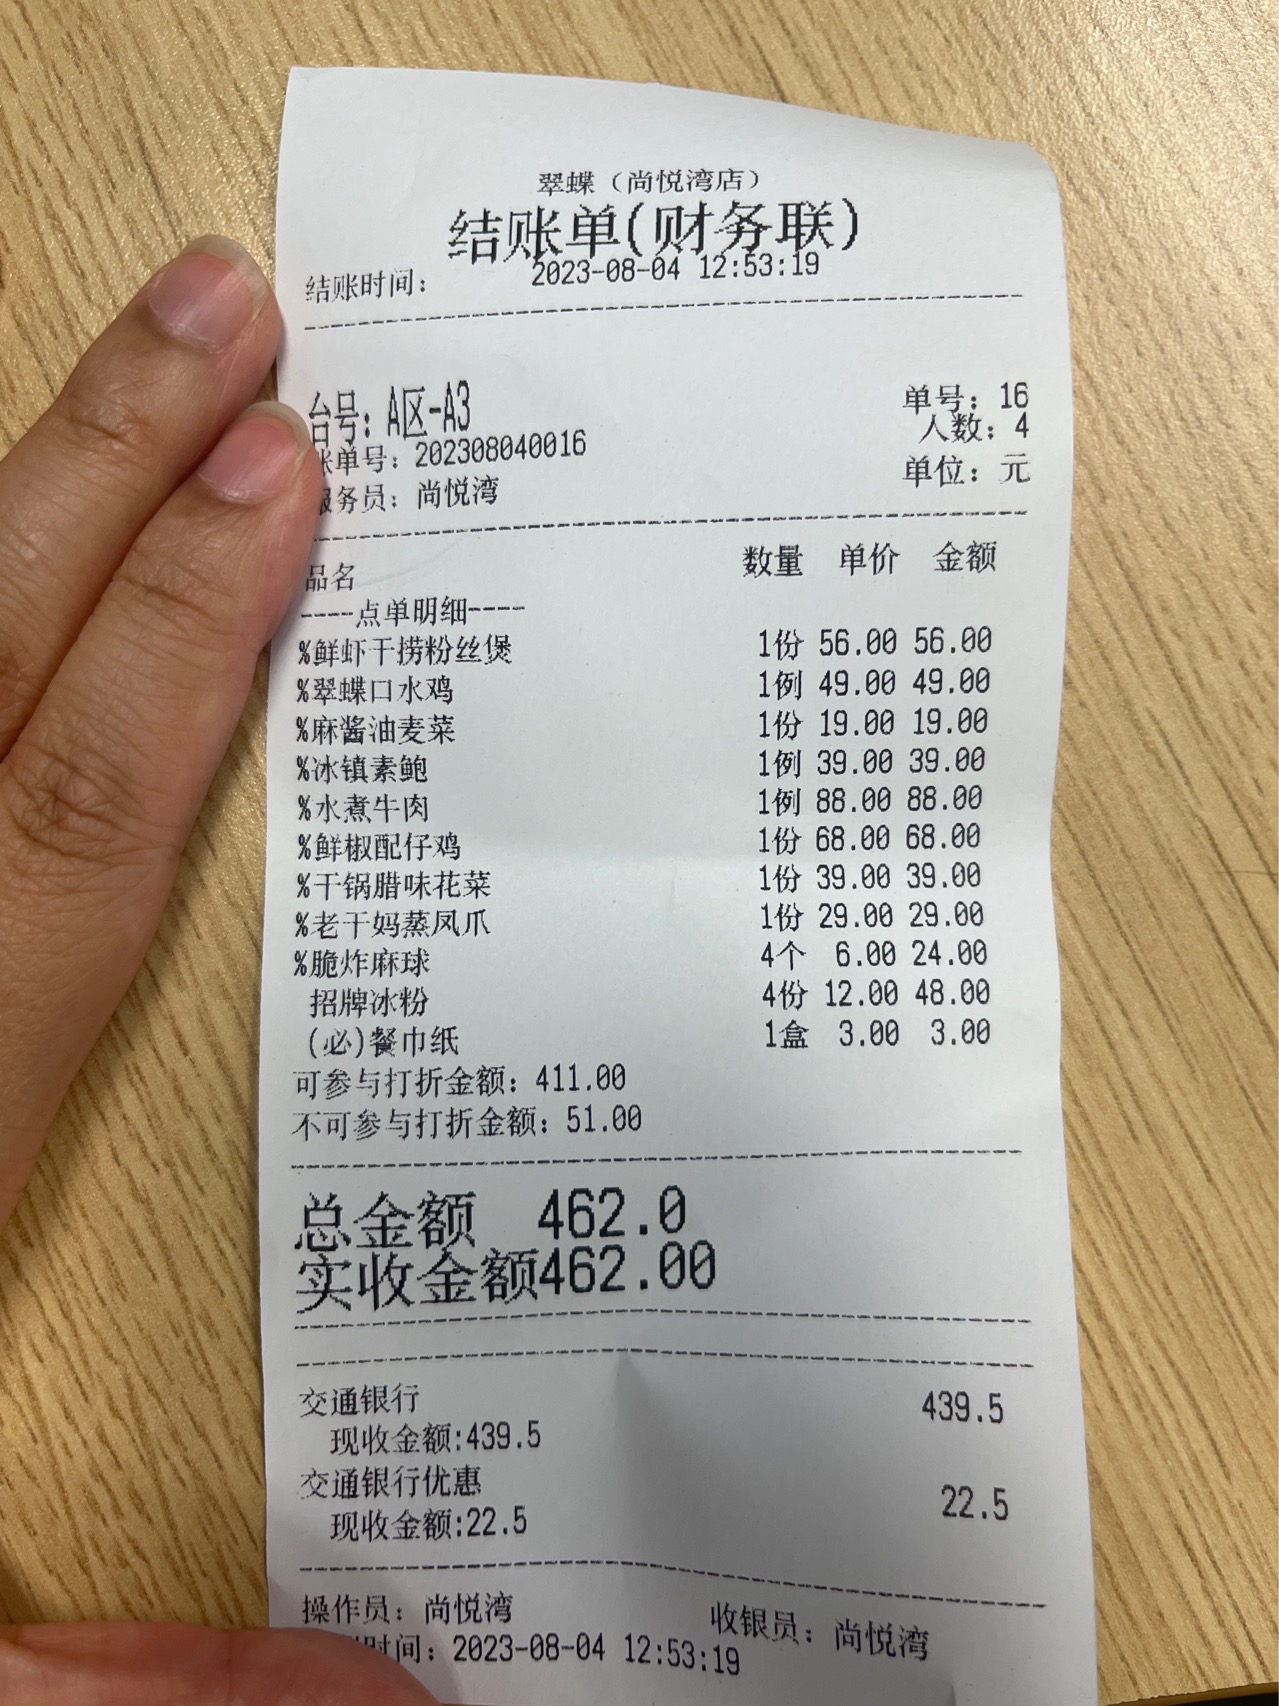 翠蝶（尚悦湾店）
结账单(财务联)
结账时间： 2023-08-04 12:53:19
台号：A区-A3 单号：16
人数：4
账单号：202308040016
单位：元
服务员：尚悦湾
品名 数量 单价 金额
----点单明细----
%鲜虾干捞粉丝煲 1份 56.00 56.00
%翠蝶口水鸡 1例 49.00 49.00
%麻酱油麦菜 1份 19.00 19.00
%冰镇素鲍 1例 39.00 39.00
%水煮牛肉 1例 88.00 88.00
%鲜椒配仔鸡 1份 68.00 68.00
%干锅腊味花菜 1份 39.00 39.00
%老干妈蒸凤爪 1份 29.00 29.00
%脆炸麻球 4个 6.00 24.00
招牌冰粉 4份 12.00 48.00
(必)餐巾纸 1盒 3.00 3.00
可参与打折金额：411.00
不可参与打折金额：51.00
总金额 462.0
实收金额462.00
交通银行 439.5
现收金额:439.5
交通银行优惠 22.5
现收金额:22.5
操作员：尚悦湾 收银员：尚悦湾
时间：2023-08-04 12:53:19